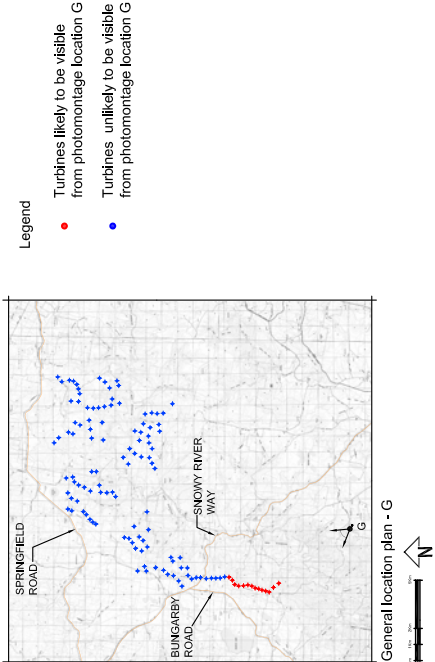 Legend
Turbines likely to be visible
from photomontage location G
Turbines unlikely to be visible
from photomontage location G
SPRINGFIELD
ROAD
SNOWY RIVER
WAY
BUNGARBY
ROAD
G
General location plan - G
N